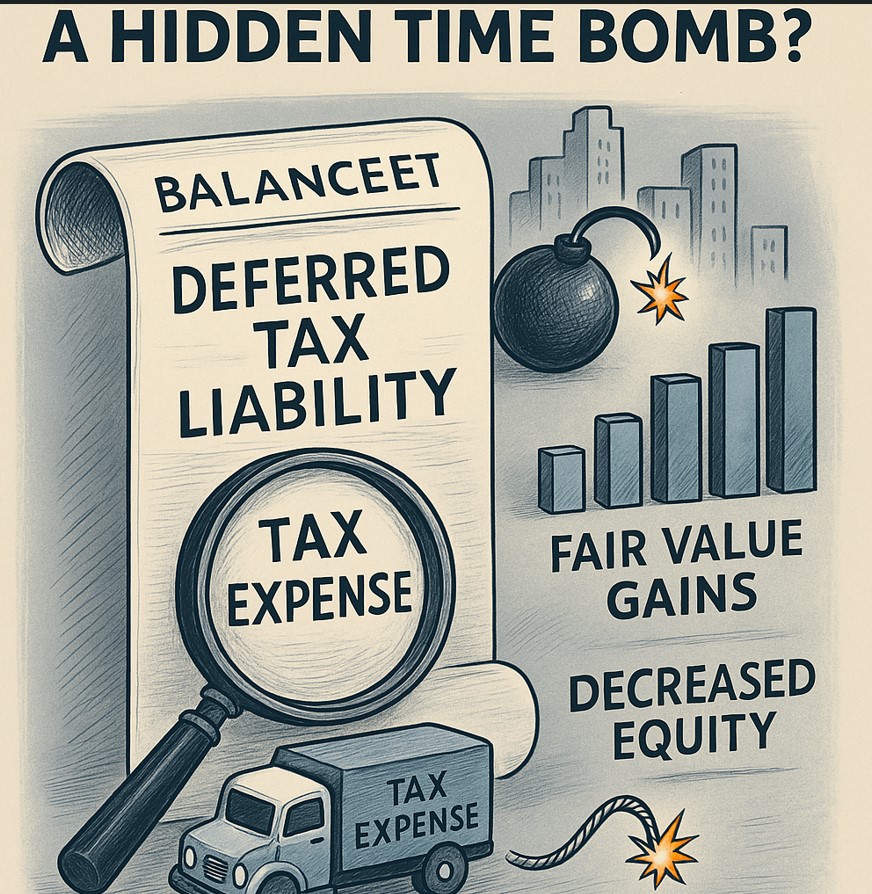 A HIDDEN TIME BOMB?
BALANCEET
DEFERRED
TAX
LIABILITY
TAX
EXPENSE
FAIR VALUE
GAINS
DECREASED
EQUITY
TAX
EXPENSE